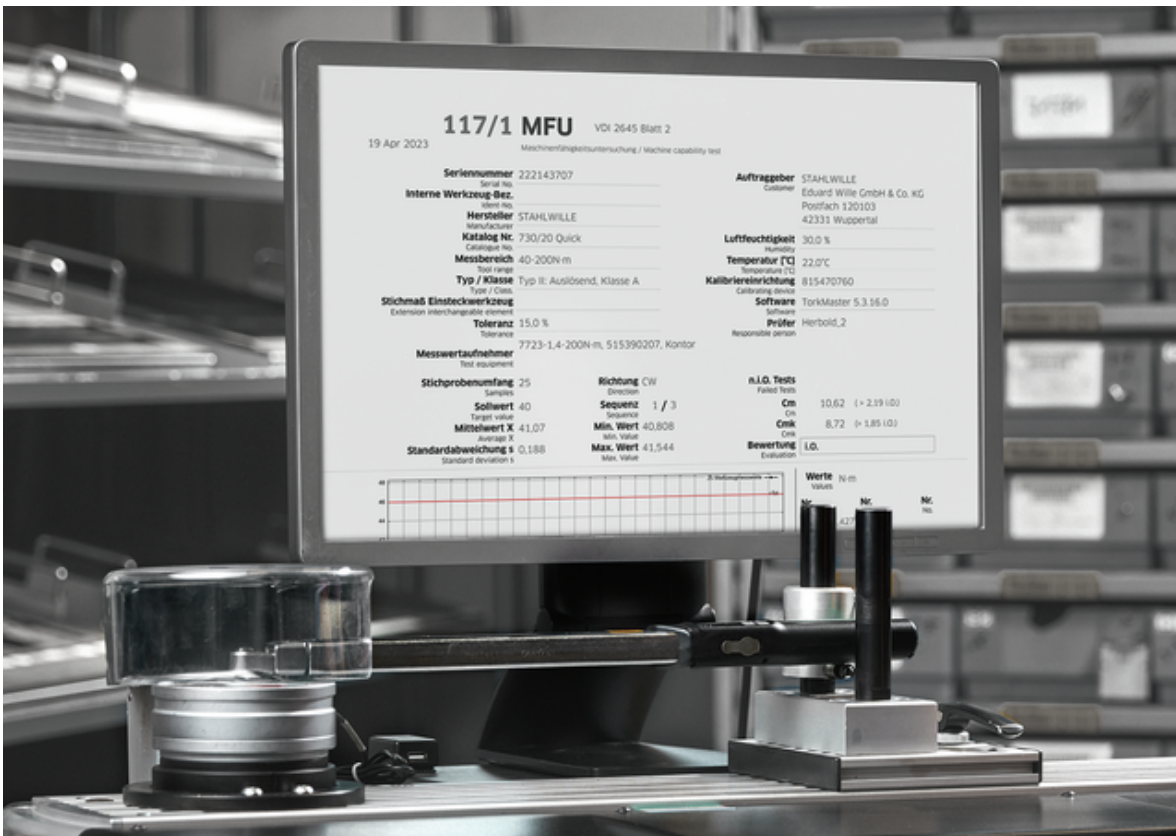 117/1 MFU VDI 2645 Blatt 2
19 Apr 2023
Maschinenfähigkeitsuntersuchung / Machine capability test
Seriennummer 222143707
Serial No.
Interne Werkzeug-Bez.
Ident No.
Hersteller STAHLWILLE
Manufacturer
Katalog Nr. 730/20 Quick
Catalogue No.
Messbereich 40-200N·m
Tool range
Typ / Klasse Typ II: Auslösend, Klasse A
Type / Class.
Stichmaß Einsteckwerkzeug
Extension interchangeable element
Toleranz 15,0 %
Tolerance
7723-1,4-200N·m, 515390207, Kontor
Messwertaufnehmer
Test equipment
Auftraggeber STAHLWILLE
Customer
Eduard Wille GmbH & Co. KG
Postfach 120103
42331 Wuppertal
Luftfeuchtigkeit 30,0 %
Humidity
Temperatur [°C] 22,0°C
Temperature [°C]
Kalibriereinrichtung 815470760
Calibrating device
Software TorkMaster 5.3.16.0
Software
Prüfer Herbold_2
Responsible person
Stichprobenumfang 25
Samples
Sollwert 40
Target value
Mittelwert X 41,07
Average X
Standardabweichung s 0,188
Standard deviation s
Richtung CW
Direction
Sequenz 1 / 3
Sequence
Min. Wert 40,808
Min. Value
Max. Wert 41,544
Max. Value
n.i.O. Tests
Failed Tests
Cm 10,62 (> 2,19 i.O.)
Cm
Cmk 8,72 (> 1,85 i.O.)
Cmk
Bewertung i.O.
Evaluation
Werte N·m
Values
Nr. Nr. Nr.
No.